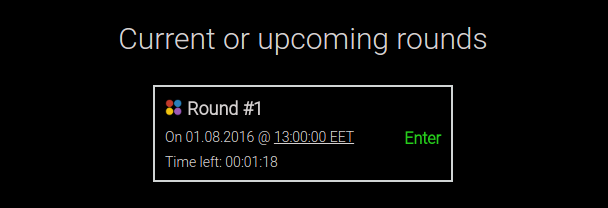 Current or upcoming rounds
Round #1
On 01.08.2016 @ 13:00:00 EET
Enter
Time left: 00:01:18